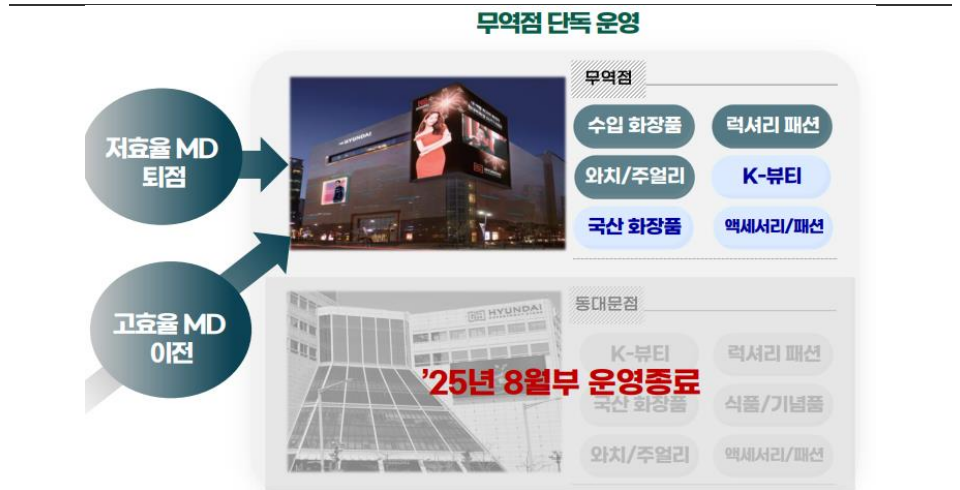 무역점 단독 운영
저효율 MD
퇴점
고효율 MD
이전
무역점
수입 화장품
럭셔리 패션
와치/주얼리
K-뷰티
국산 화장품
액세서리/패션
HYUNDAI
동대문점
K-뷰티
럭셔리 패션
’25년 8월부 운영종료
국산 화장품
식품/기념품
와치/주얼리
액세서리/패션